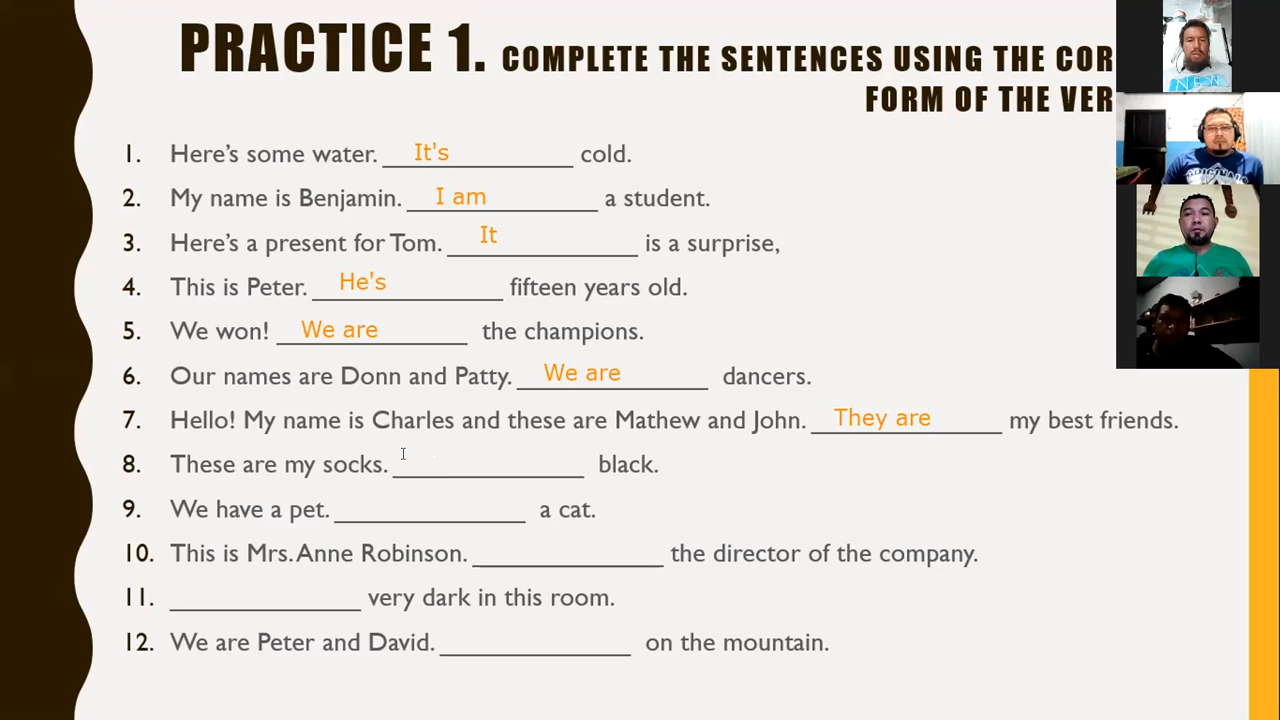 PRACTICE 1. COMPLETE THE SENTENCES USING THE COR
FORM OF THE VER
1. Here's some water. It's cold.
2. My name is Benjamin. I am a student.
3. Here's a present for Tom. It is a surprise,
4. This is Peter. He's fifteen years old.
5. We won! We are the champions.
6. Our names are Donn and Patty. We are dancers.
7. Hello! My name is Charles and these are Mathew and John. They are my best friends.
8. These are my socks. ______________ black.
9. We have a pet. ______________ a cat.
10. This is Mrs. Anne Robinson. ______________ the director of the company.
11. ______________ very dark in this room.
12. We are Peter and David. ______________ on the mountain.